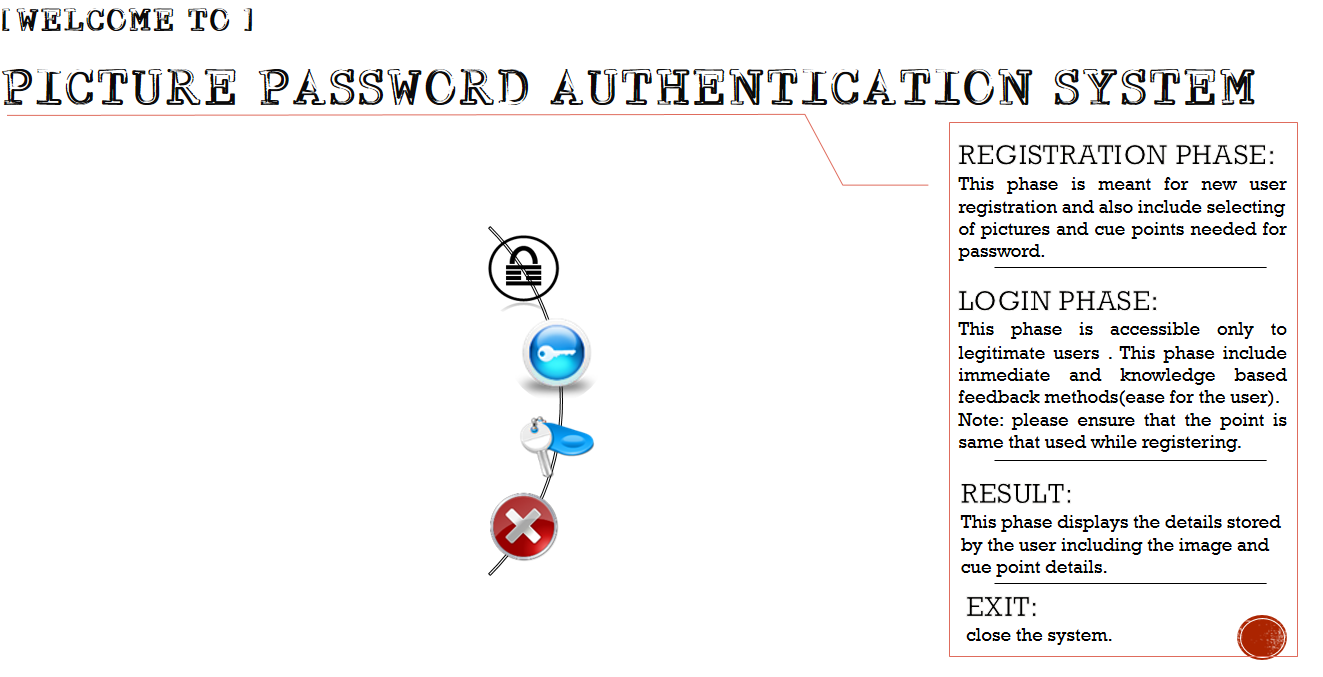 [WELCOME TO ]
PICTURE PASSWORD AUTHENTICATION SYSTEM
REGISTRATION PHASE:
This phase is meant for new user
registration and also include selecting
of pictures and cue points needed for
password.
LOGIN PHASE:
This phase is accessible only to
legitimate users . This phase include
immediate and knowledge based
feedback methods(ease for the user).
Note: please ensure that the point is
same that used while registering.
RESULT:
This phase displays the details stored
by the user including the image and
cue point details.
EXIT:
close the system.